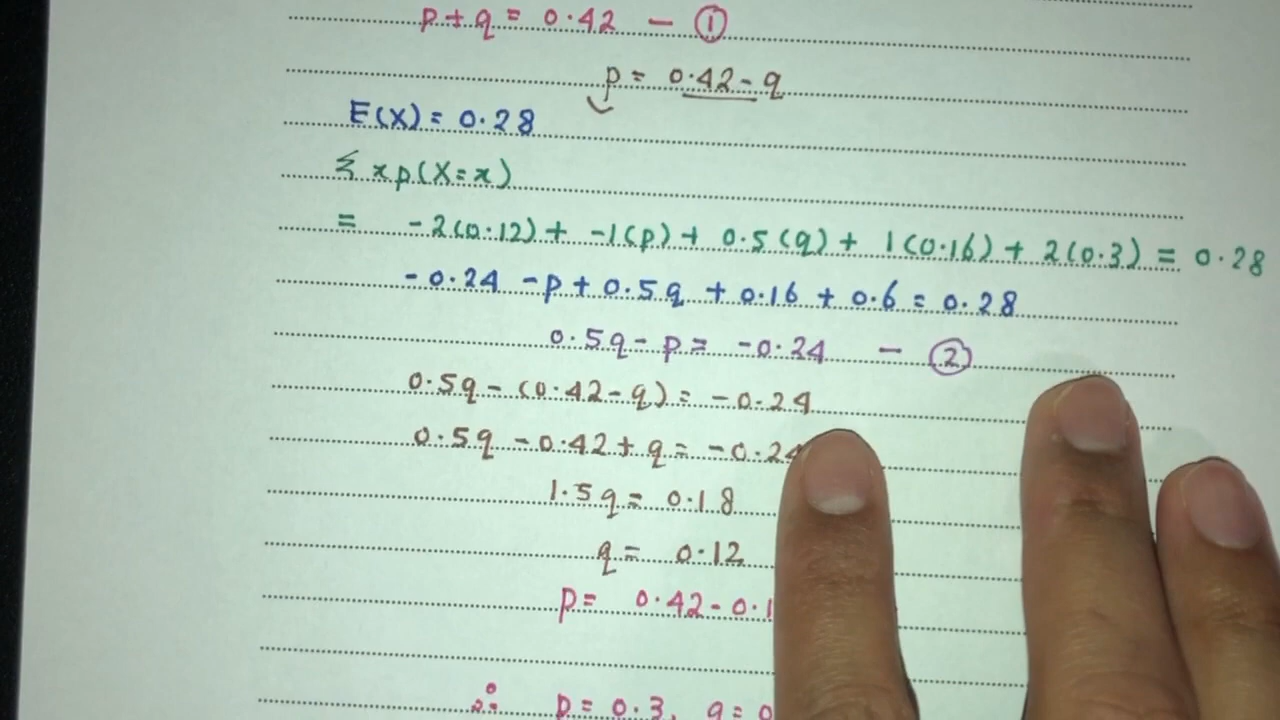 p + q = 0.42 — ①
p = 0.42 - q
E(X) = 0.28
Σ x p(X = x)
= -2(0.12) + -1(p) + 0.5(q) + 1(0.16) + 2(0.3) = 0.28
-0.24 - p + 0.5q + 0.16 + 0.6 = 0.28
0.5q - p = -0.24 — ②
0.5q - (0.42 - q) = -0.24
0.5q - 0.42 + q = -0.24
1.5q = 0.18
q = 0.12
p = 0.42 - 0.1
∴ p = 0.3, q = 0